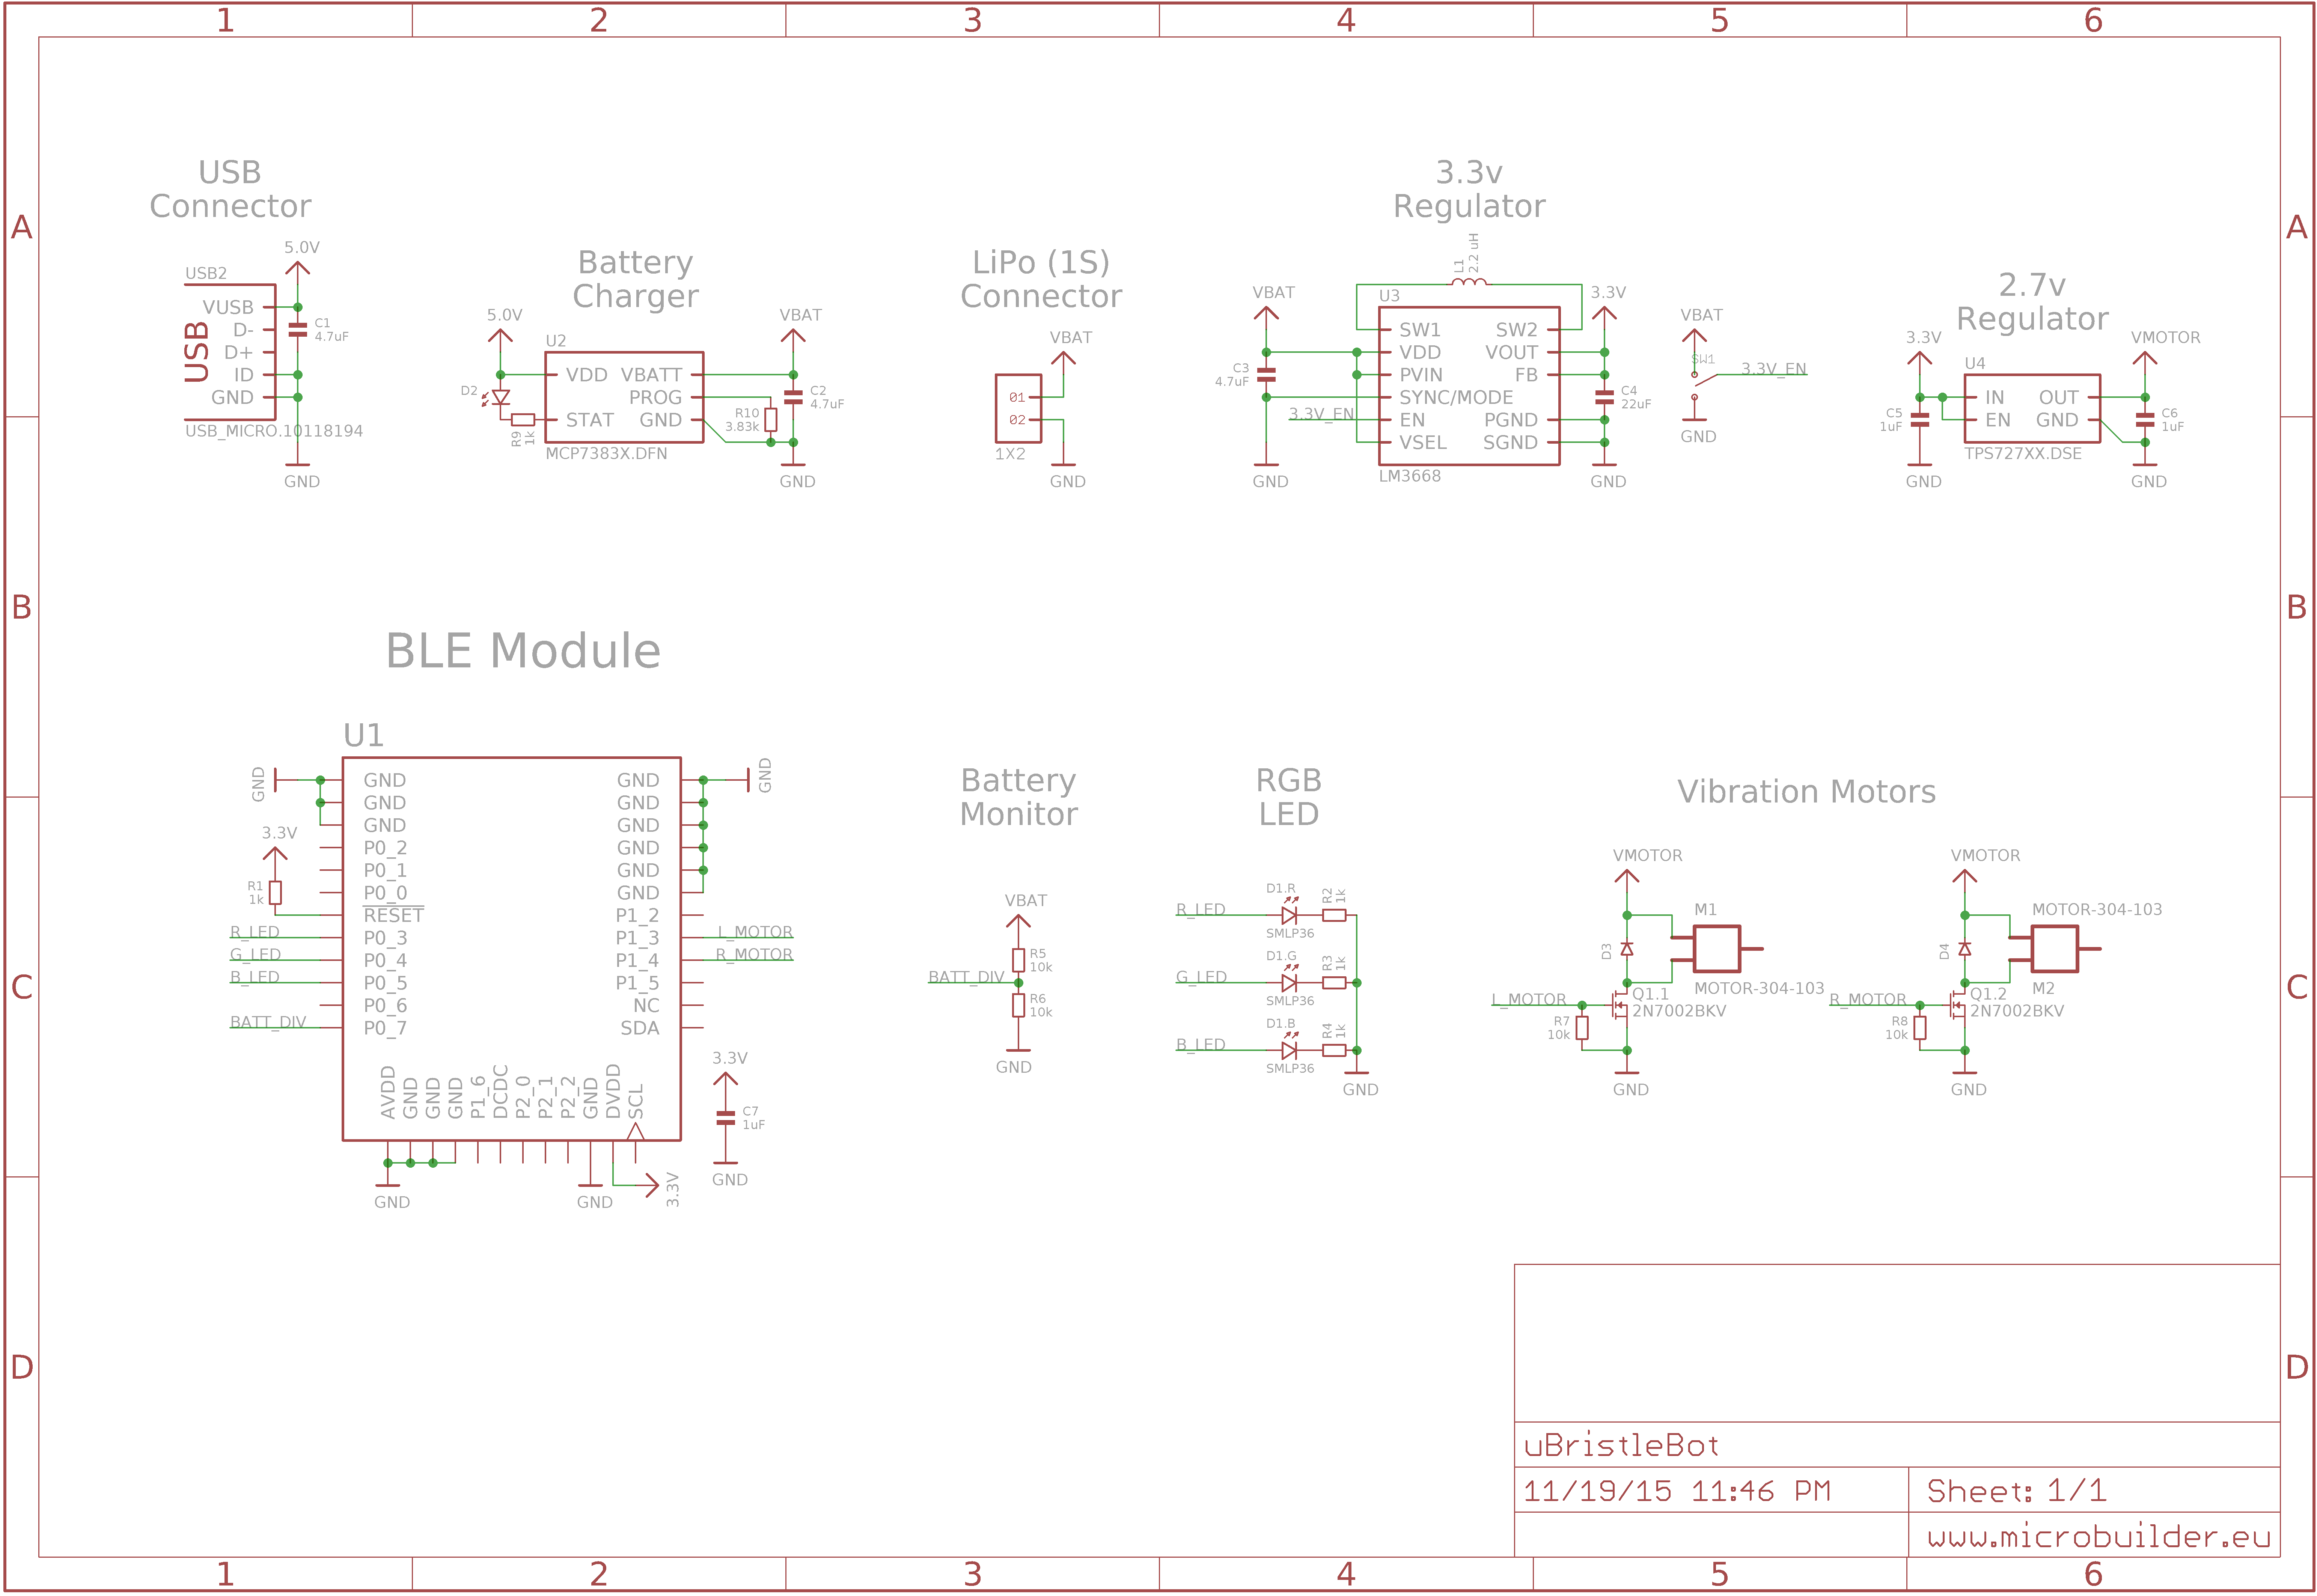 1 2 3 4 5 6
A A
B B
C C
D D
USB
Connector
5.0V
USB2
VUSB
D-
D+
ID
GND
USB
C1
4.7uF
USB_MICRO.10118194
GND
Battery
Charger
5.0V
VBAT
U2
D2
VDD VBATT
PROG
STAT GND
R9
1k
R10
3.83k
C2
4.7uF
MCP7383X.DFN
GND
LiPo (1S)
Connector
VBAT
01
02
1X2
GND
3.3v
Regulator
L1
2.2 uH
VBAT
U3
3.3V
SW1 SW2
VDD VOUT
PVIN FB
SYNC/MODE
EN PGND
VSEL SGND
C3
4.7uF
3.3V_EN
C4
22uF
LM3668
GND
GND
VBAT
SW1
3.3V_EN
GND
2.7v
Regulator
3.3V
VMOTOR
U4
IN OUT
EN GND
C5
1uF
C6
1uF
TPS727XX.DSE
GND
GND
BLE Module
U1
GND
GND
GND
GND
P0_2
P0_1
P0_0
RESET
P0_3
P0_4
P0_5
P0_6
P0_7
3.3V
R1
1k
R_LED
G_LED
B_LED
BATT_DIV
GND
GND
GND
GND
GND
GND
P1_2
P1_3
P1_4
P1_5
NC
SDA
GND
L_MOTOR
R_MOTOR
AVDD
GND
GND
GND
P1_6
DCDC
P2_0
P2_1
P2_2
GND
DVDD
SCL
GND
GND
3.3V
3.3V
C7
1uF
GND
Battery
Monitor
VBAT
R5
10k
BATT_DIV
R6
10k
GND
RGB
LED
D1.R
R2
1k
R_LED
SMLP36
D1.G
R3
1k
G_LED
SMLP36
D1.B
R4
1k
B_LED
SMLP36
GND
Vibration Motors
VMOTOR
M1
D3
MOTOR-304-103
L_MOTOR
Q1.1
2N7002BKV
R7
10k
GND
VMOTOR
MOTOR-304-103
D4
M2
R_MOTOR
Q1.2
2N7002BKV
R8
10k
GND
uBristleBot
11/19/15 11:46 PM
Sheet: 1/1
www.microbuilder.eu
1 2 3 4 5 6